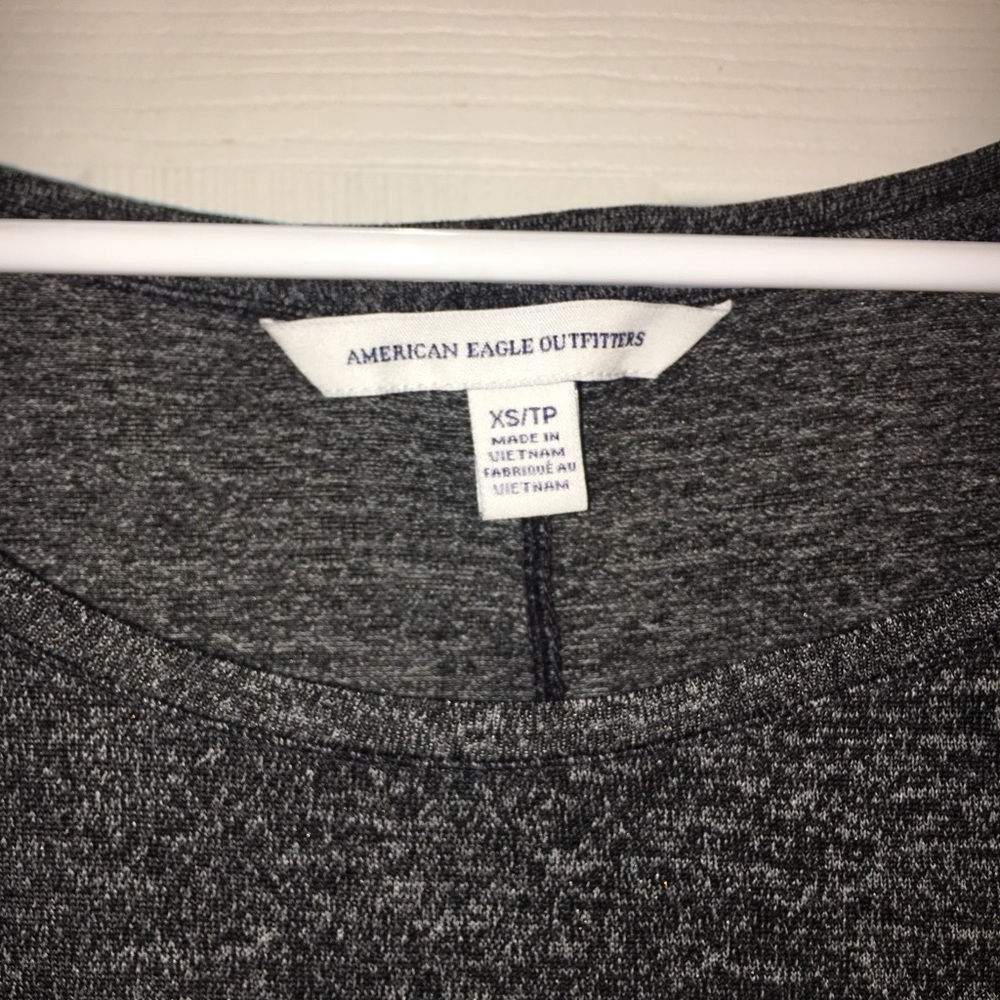 AMERICAN EAGLE OUTFITTERS
XS/TP
MADE IN
VIETNAM
FABRIQUÉ AU
VIETNAM